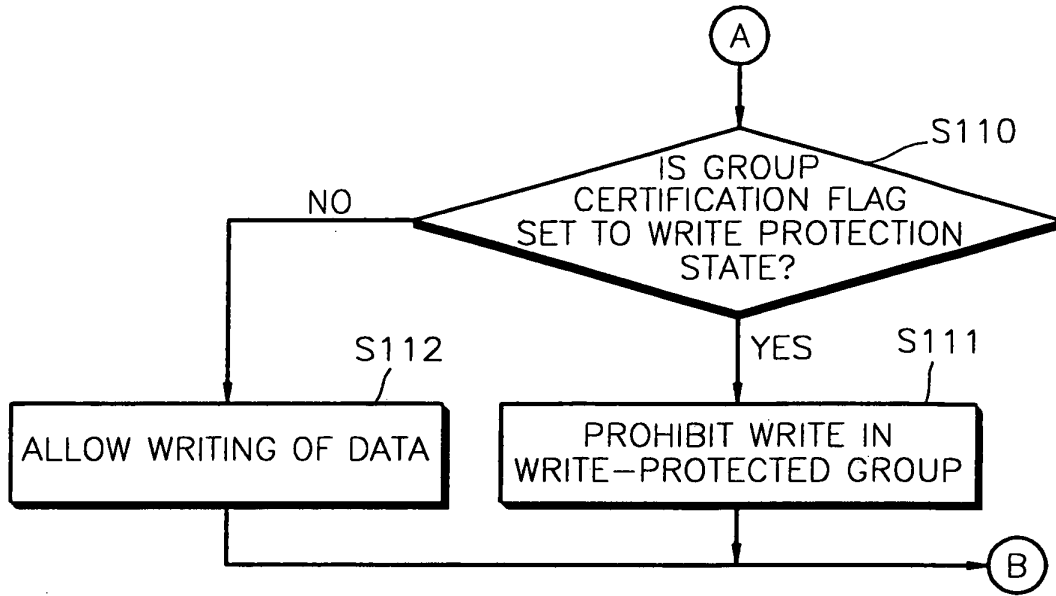 A
S110
IS GROUP
CERTIFICATION FLAG
SET TO WRITE PROTECTION
STATE?
NO
YES
S112
S111
ALLOW WRITING OF DATA
PROHIBIT WRITE IN
WRITE-PROTECTED GROUP
B